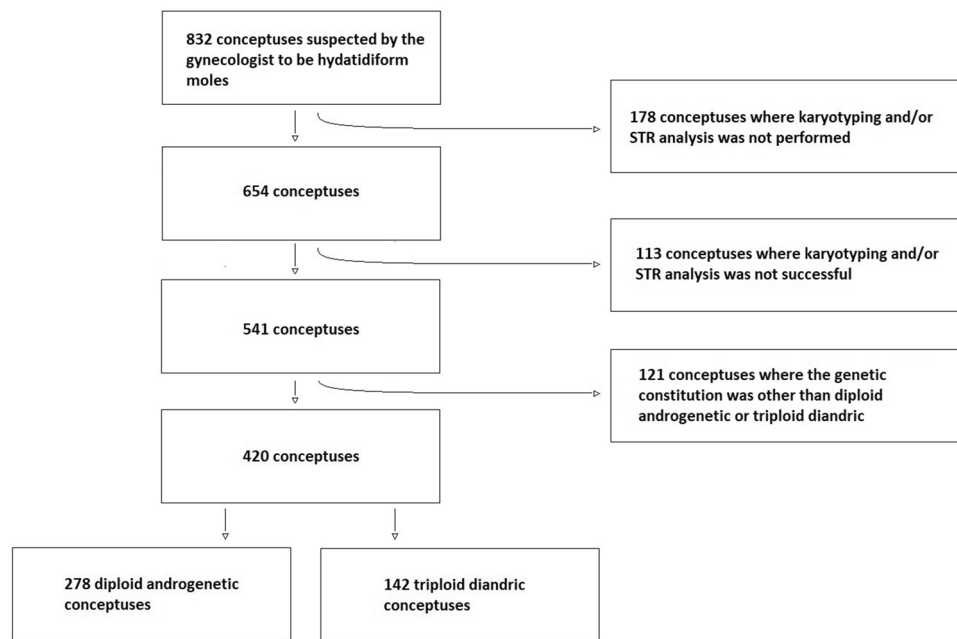 832 conceptuses suspected by the
gynecologist to be hydatidiform
moles
178 conceptuses where karyotyping and/or
STR analysis was not performed
654 conceptuses
113 conceptuses where karyotyping and/or
STR analysis was not successful
541 conceptuses
121 conceptuses where the genetic
constitution was other than diploid
androgenetic or triploid diandric
420 conceptuses
278 diploid androgenetic
conceptuses
142 triploid diandric
conceptuses